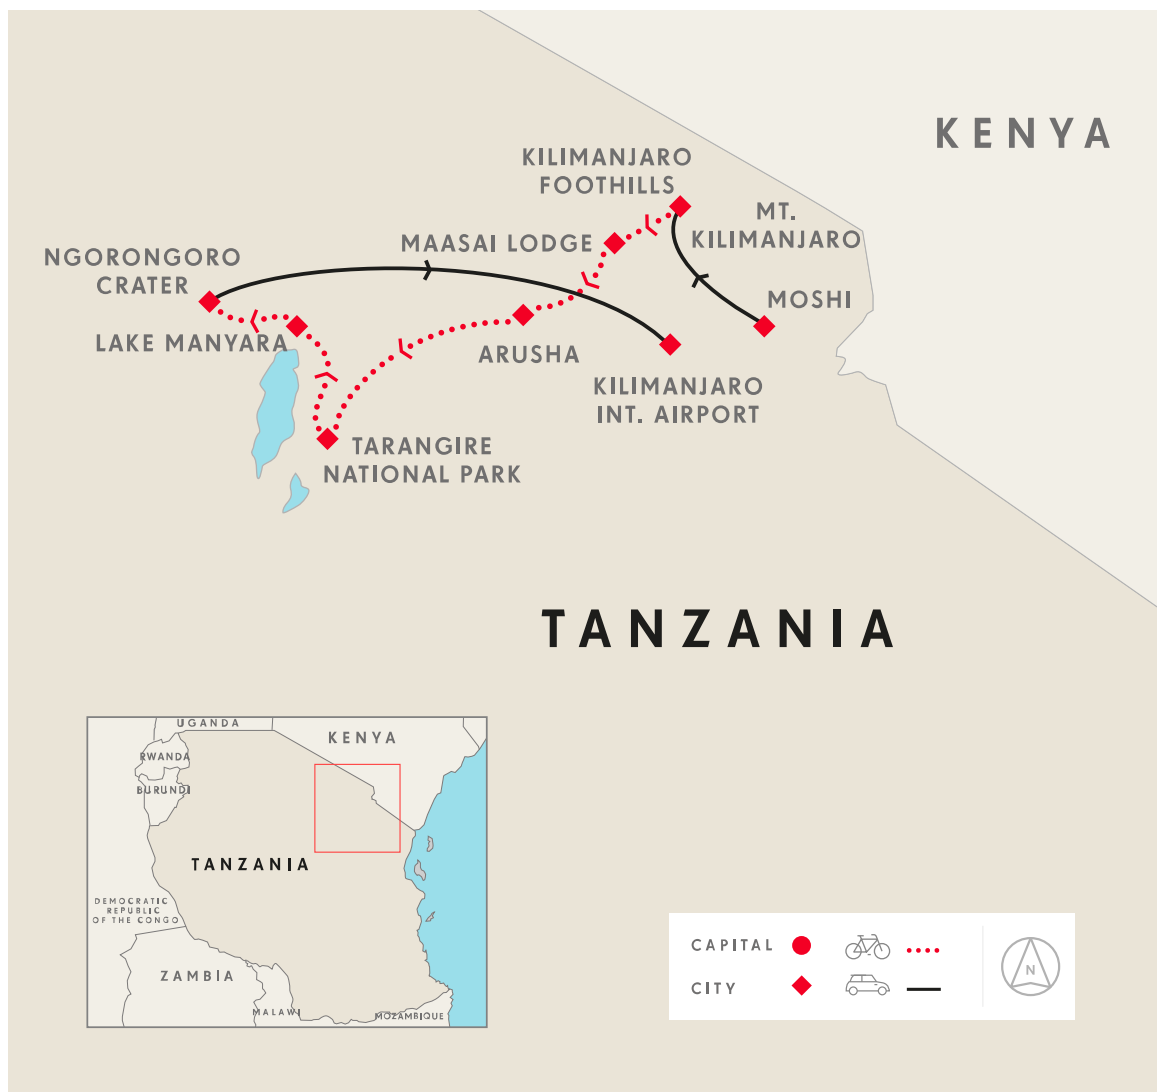 KENYA
KILIMANJARO
FOOTHILLS
MT.
KILIMANJARO
MAASAI LODGE
NGORONGORO
CRATER
MOSHI
LAKE MANYARA
ARUSHA
KILIMANJARO
INT. AIRPORT
TARANGIRE
NATIONAL PARK
TANZANIA
UGANDA
KENYA
RWANDA
BURUNDI
TANZANIA
DEMOCRATIC
REPUBLIC
OF THE CONGO
ZAMBIA
MALAWI
MOZAMBIQUE
CAPITAL
CITY
N